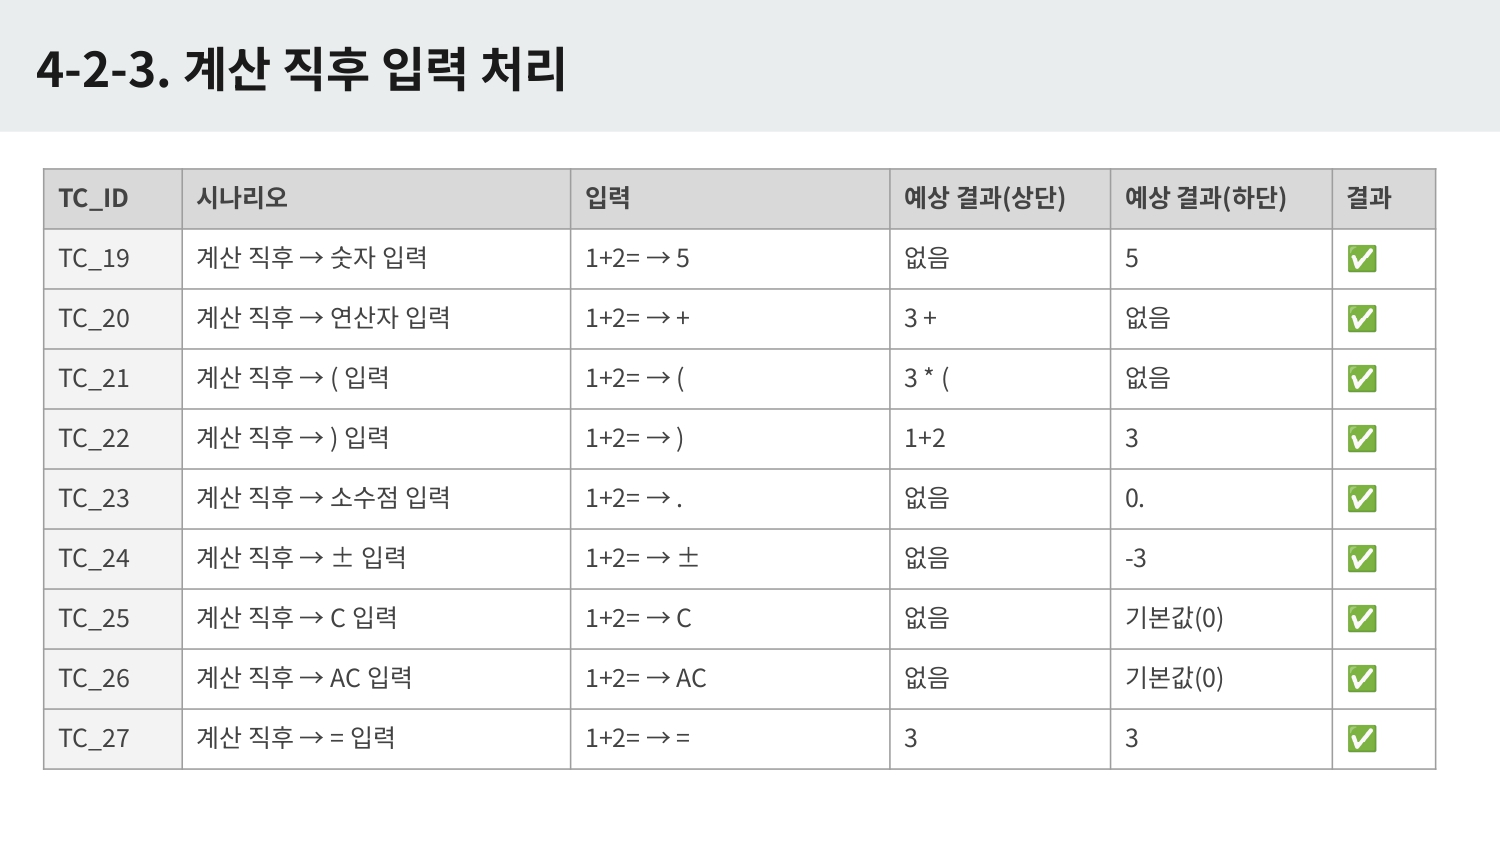 4-2-3. 계산 직후 입력 처리
TC_ID 시나리오 입력 예상 결과(상단) 예상 결과(하단) 결과
TC_19 계산 직후 → 숫자 입력 1+2= → 5 없음 5 ✅
TC_20 계산 직후 → 연산자 입력 1+2= → + 3 + 없음 ✅
TC_21 계산 직후 → ( 입력 1+2= → ( 3 * ( 없음 ✅
TC_22 계산 직후 → ) 입력 1+2= → ) 1+2 3 ✅
TC_23 계산 직후 → 소수점 입력 1+2= → . 없음 0. ✅
TC_24 계산 직후 → ± 입력 1+2= → ± 없음 -3 ✅
TC_25 계산 직후 → C 입력 1+2= → C 없음 기본값(0) ✅
TC_26 계산 직후 → AC 입력 1+2= → AC 없음 기본값(0) ✅
TC_27 계산 직후 → = 입력 1+2= → = 3 3 ✅